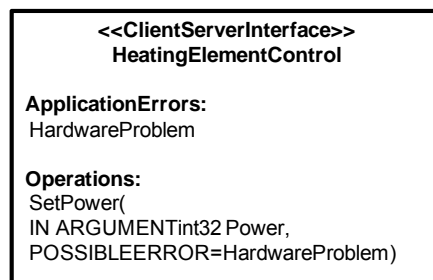 <<ClientServerInterface>>
HeatingElementControl
ApplicationErrors:
HardwareProblem
Operations:
SetPower(
IN ARGUMENTint32 Power,
POSSIBLEERROR=HardwareProblem)